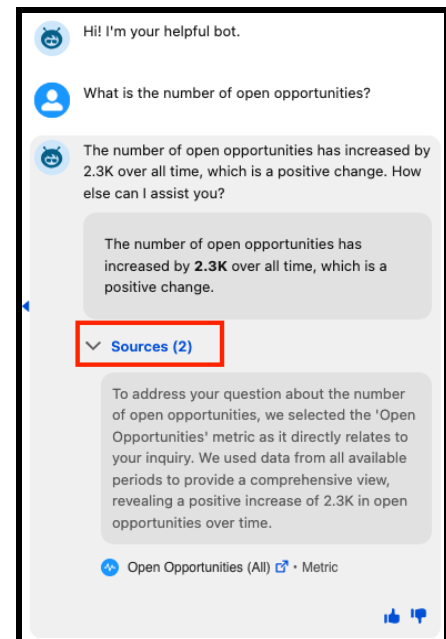 Hi! I'm your helpful bot.
What is the number of open opportunities?
The number of open opportunities has increased by
2.3K over all time, which is a positive change. How
else can I assist you?
The number of open opportunities has
increased by 2.3K over all time, which is a
positive change.
Sources (2)
To address your question about the number
of open opportunities, we selected the 'Open
Opportunities' metric as it directly relates to
your inquiry. We used data from all available
periods to provide a comprehensive view,
revealing a positive increase of 2.3K in open
opportunities over time.
Open Opportunities (All) • Metric